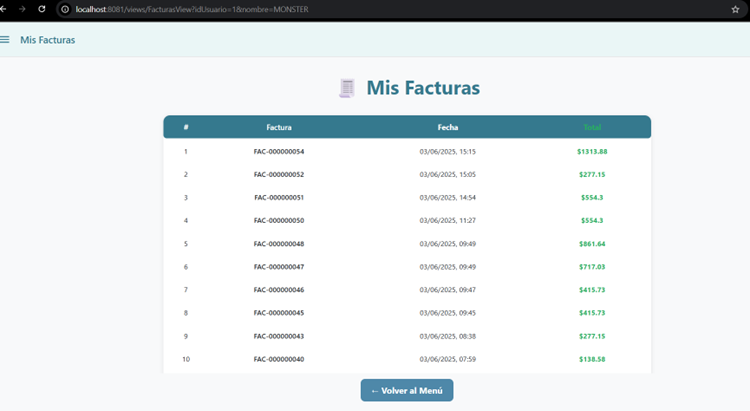 localhost:8081/views/FacturasView?idUsuario=1&nombre=MONSTER
Mis Facturas
Mis Facturas
# Factura Fecha Total
1 FAC-000000054 03/06/2025, 15:15 $1313.88
2 FAC-000000052 03/06/2025, 15:05 $277.15
3 FAC-000000051 03/06/2025, 14:54 $554.3
4 FAC-000000050 03/06/2025, 11:27 $554.3
5 FAC-000000048 03/06/2025, 09:49 $861.64
6 FAC-000000047 03/06/2025, 09:49 $717.03
7 FAC-000000046 03/06/2025, 09:47 $415.73
8 FAC-000000045 03/06/2025, 09:45 $415.73
9 FAC-000000043 03/06/2025, 08:38 $277.15
10 FAC-000000040 03/06/2025, 07:59 $138.58
← Volver al Menú